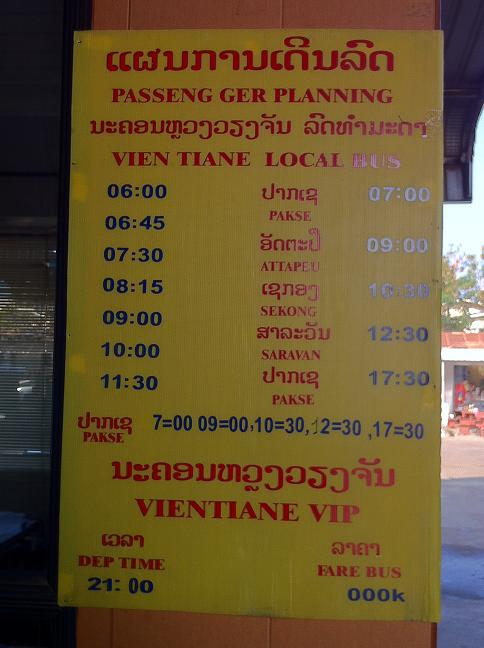 ແຜນການເດີນລົດ
PASSENG GER PLANNING
ນະຄອນຫຼວງວຽງຈັນ ລົດທຳມະດາ
VIEN TIANE LOCAL BUS
06:00 ປາກເຊ 07:00
PAKSE
06:45
ອັດຕະປື 09:00
07:30
ATTAPEU
08:15 ເຊກອງ 10:30
SEKONG
09:00
ສາລະວັນ 12:30
10:00
SARAVAN
11:30 ປາກເຊ 17:30
PAKSE
ປາກເຊ 7=00 09=00,10=30,12=30 ,17=30
PAKSE
ນະຄອນຫວງວຽງຈັນ
VIENTIANE VIP
ເວລາ ລາຄາ
DEP TIME FARE BUS
21:00 000k